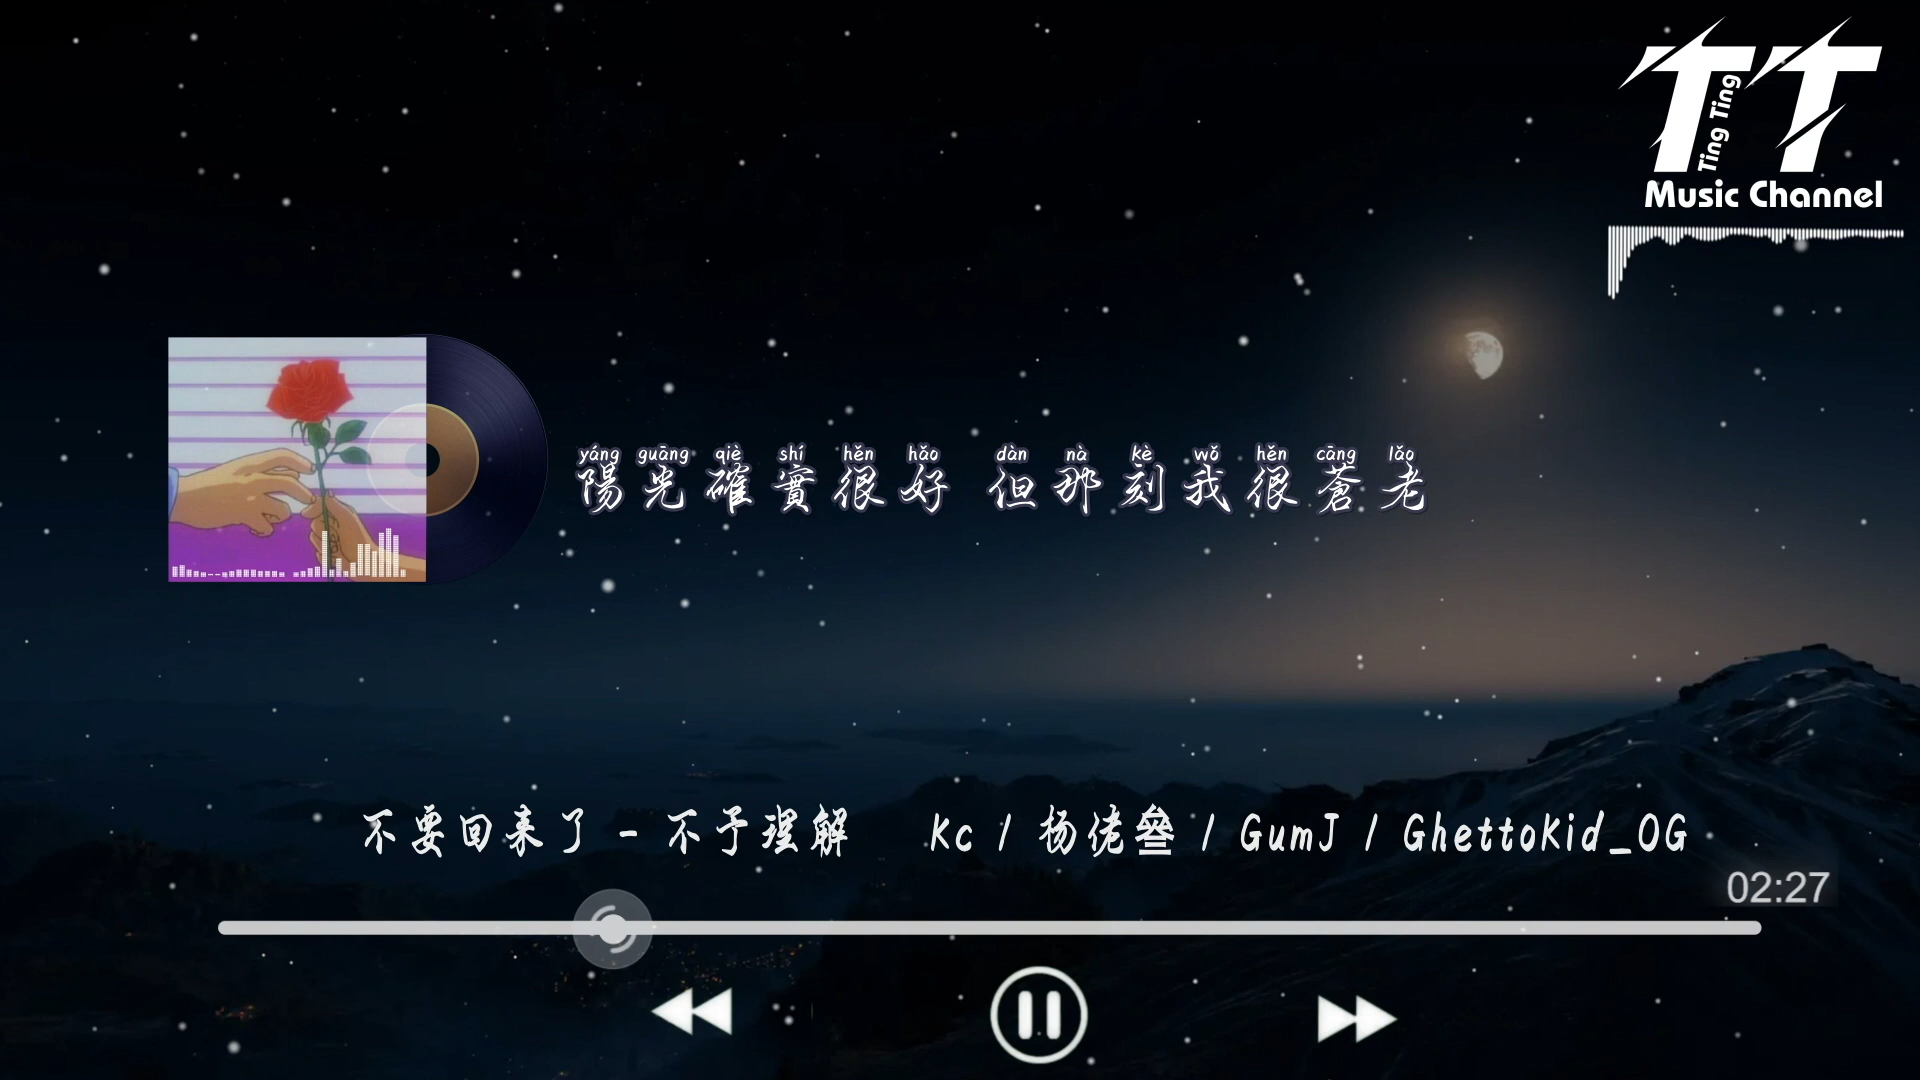 TT
Ting Ting
Music Channel
yáng guāng qiè shí hěn hǎo dàn nà kè wǒ hěn cāng lǎo
陽光確實很好 但那刻我很蒼老
不要回来了 - 不予理解 Kc / 杨佬叁 / GumJ / GhettoKid_OG
02:27